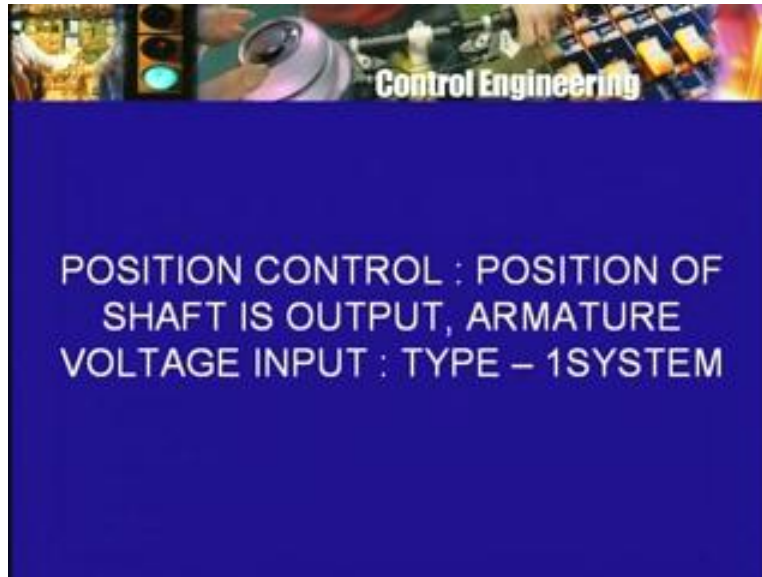 Control Engineering
POSITION CONTROL : POSITION OF
SHAFT IS OUTPUT, ARMATURE
VOLTAGE INPUT : TYPE – 1SYSTEM